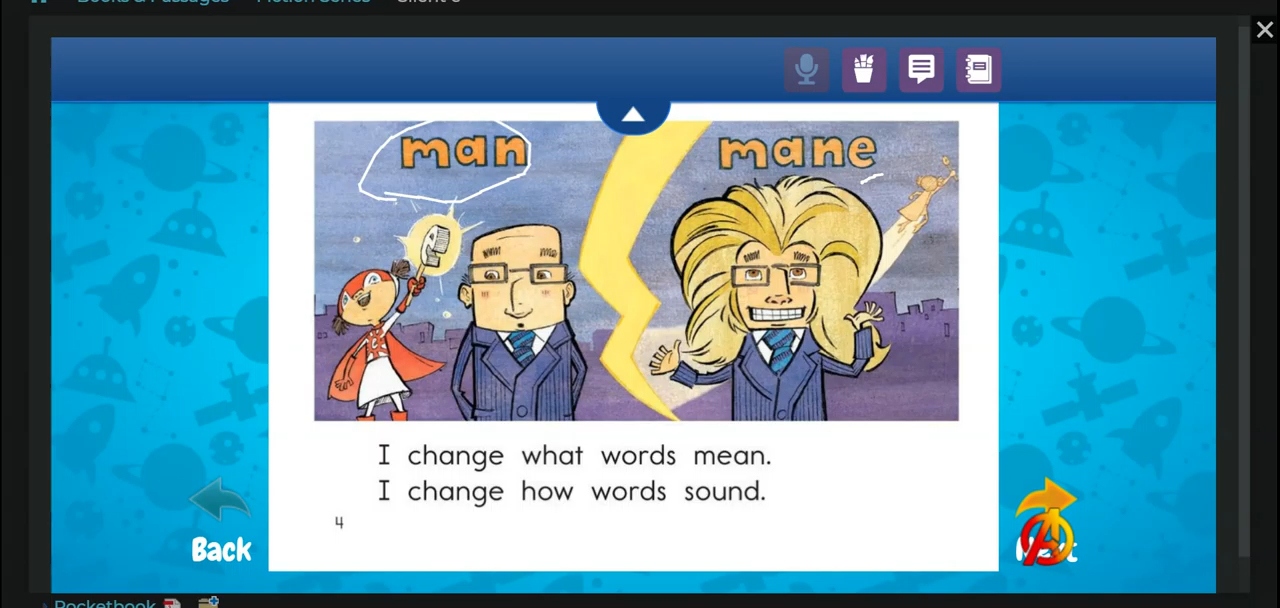 man mane
I change what words mean.
I change how words sound.
4
Back